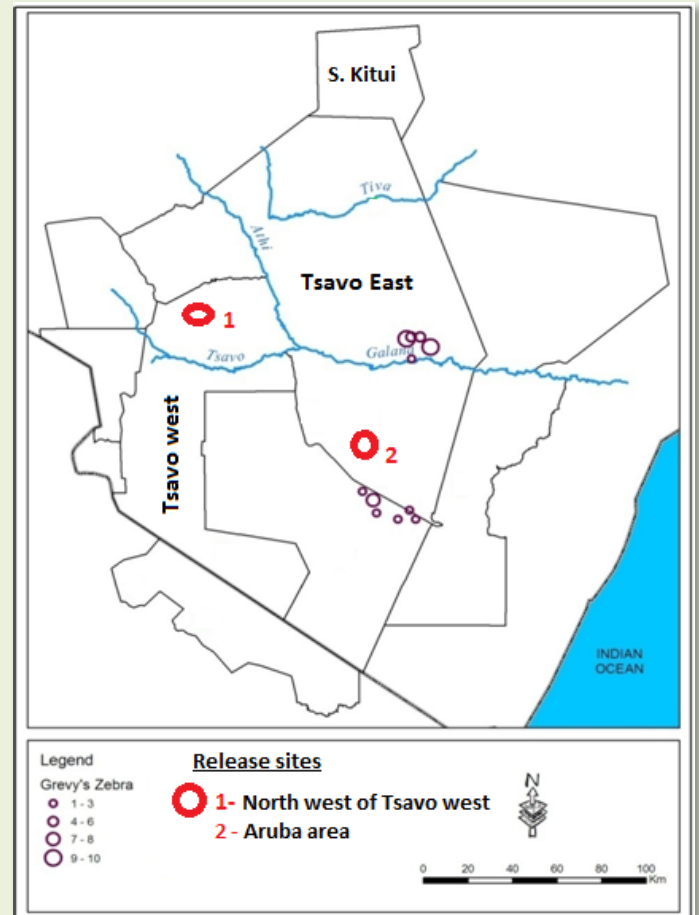 S. Kitui
Tiva
Athi
Tsavo East
1
Tsavo
Galana
Tsavo west
2
INDIAN
OCEAN
Legend
Grevy's Zebra
1 - 3
4 - 6
7 - 8
9 - 10
Release sites
1- North west of Tsavo west
2 - Aruba area
N
0 20 40 60 80 100
Km